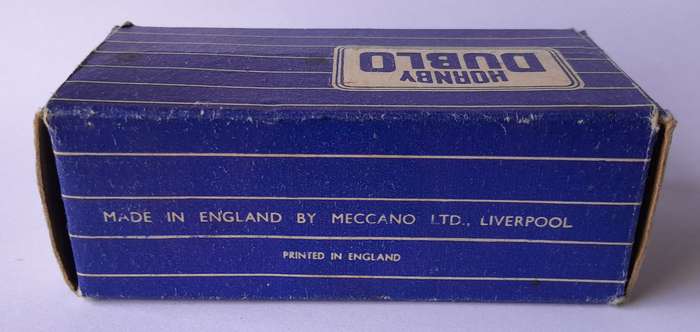 HORNBY
DUBLO
MADE IN ENGLAND BY MECCANO LTD., LIVERPOOL
PRINTED IN ENGLAND